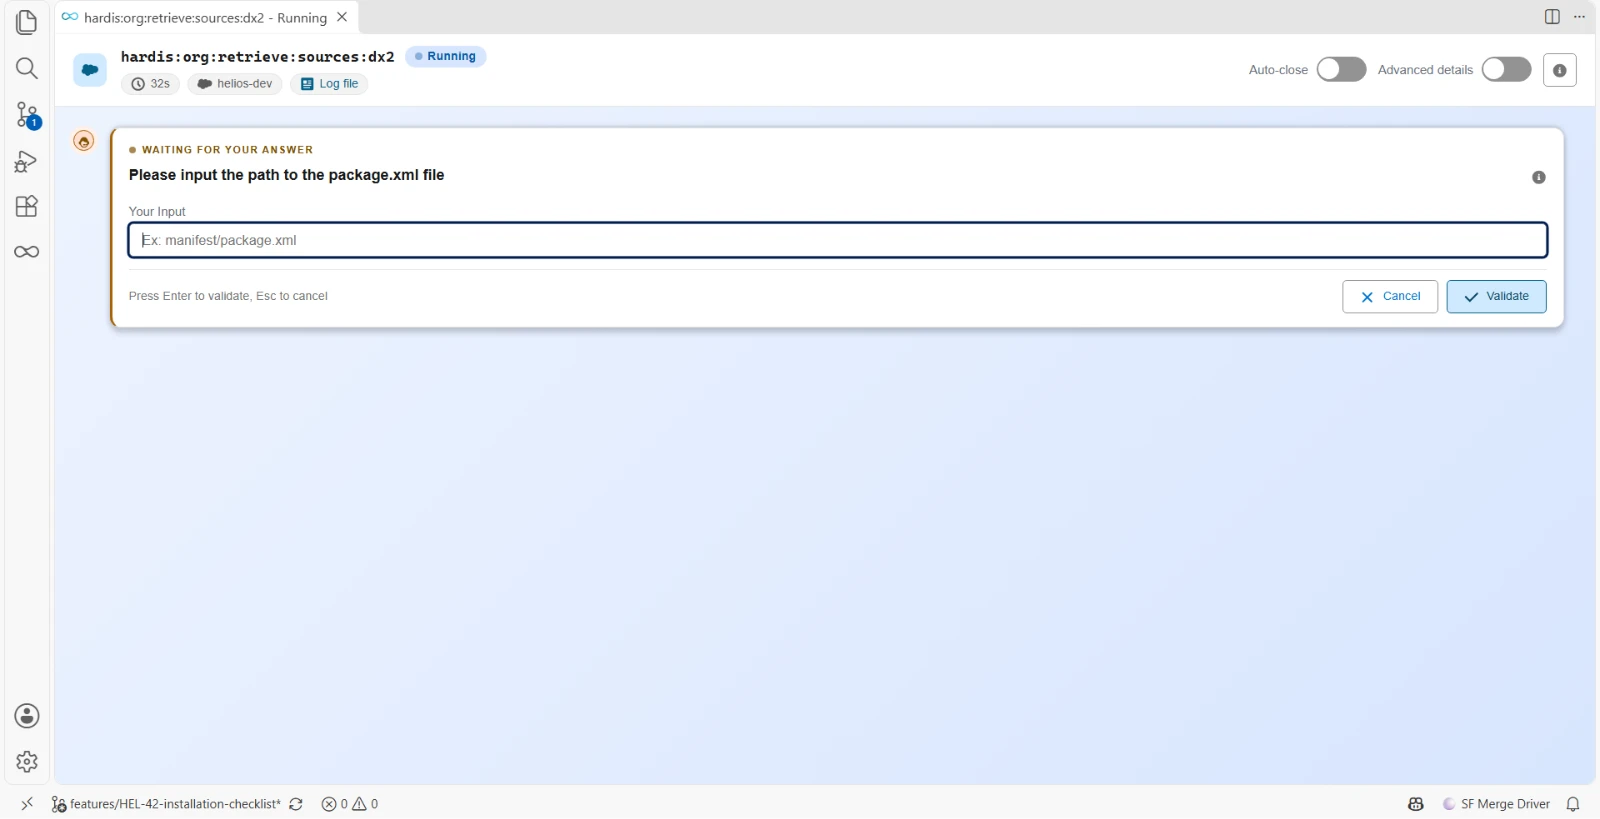 hardis:org:retrieve:sources:dx2 - Running
hardis:org:retrieve:sources:dx2 Running
32s helios-dev Log file
Auto-close Advanced details
1
WAITING FOR YOUR ANSWER
Please input the path to the package.xml file
Your Input
Ex: manifest/package.xml
Press Enter to validate, Esc to cancel
Cancel Validate
features/HEL-42-installation-checklist* 0 0 SF Merge Driver